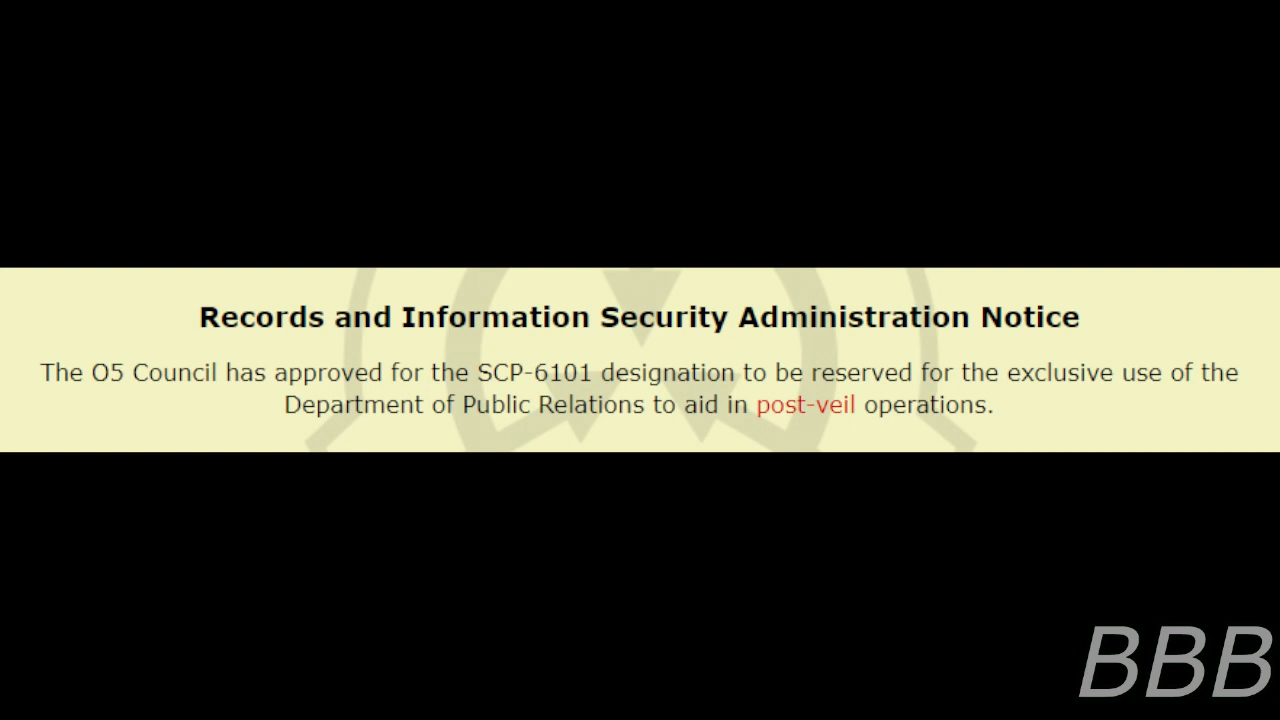 Records and Information Security Administration Notice
The O5 Council has approved for the SCP-6101 designation to be reserved for the exclusive use of the
Department of Public Relations to aid in post-veil operations.
BBB